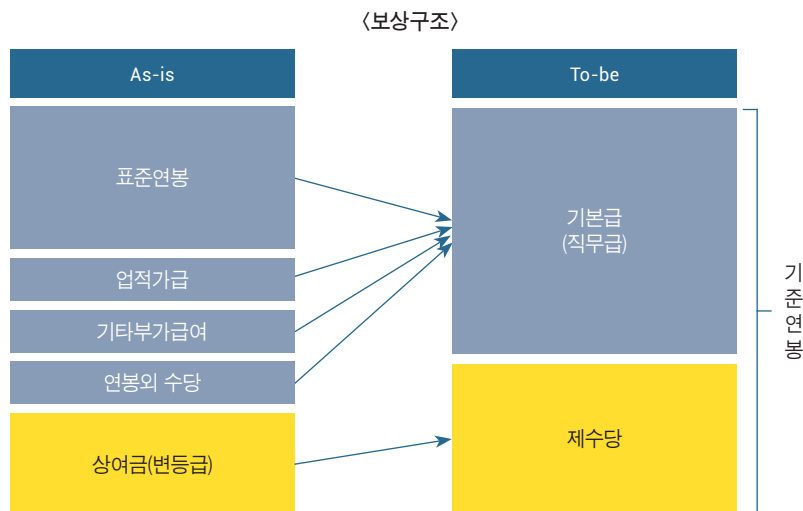 〈보상구조〉
As-is
To-be
표준연봉
업적가급
기타부가급여
연봉외 수당
상여금(변등급)
기본급
(직무급)
제수당
기준연봉